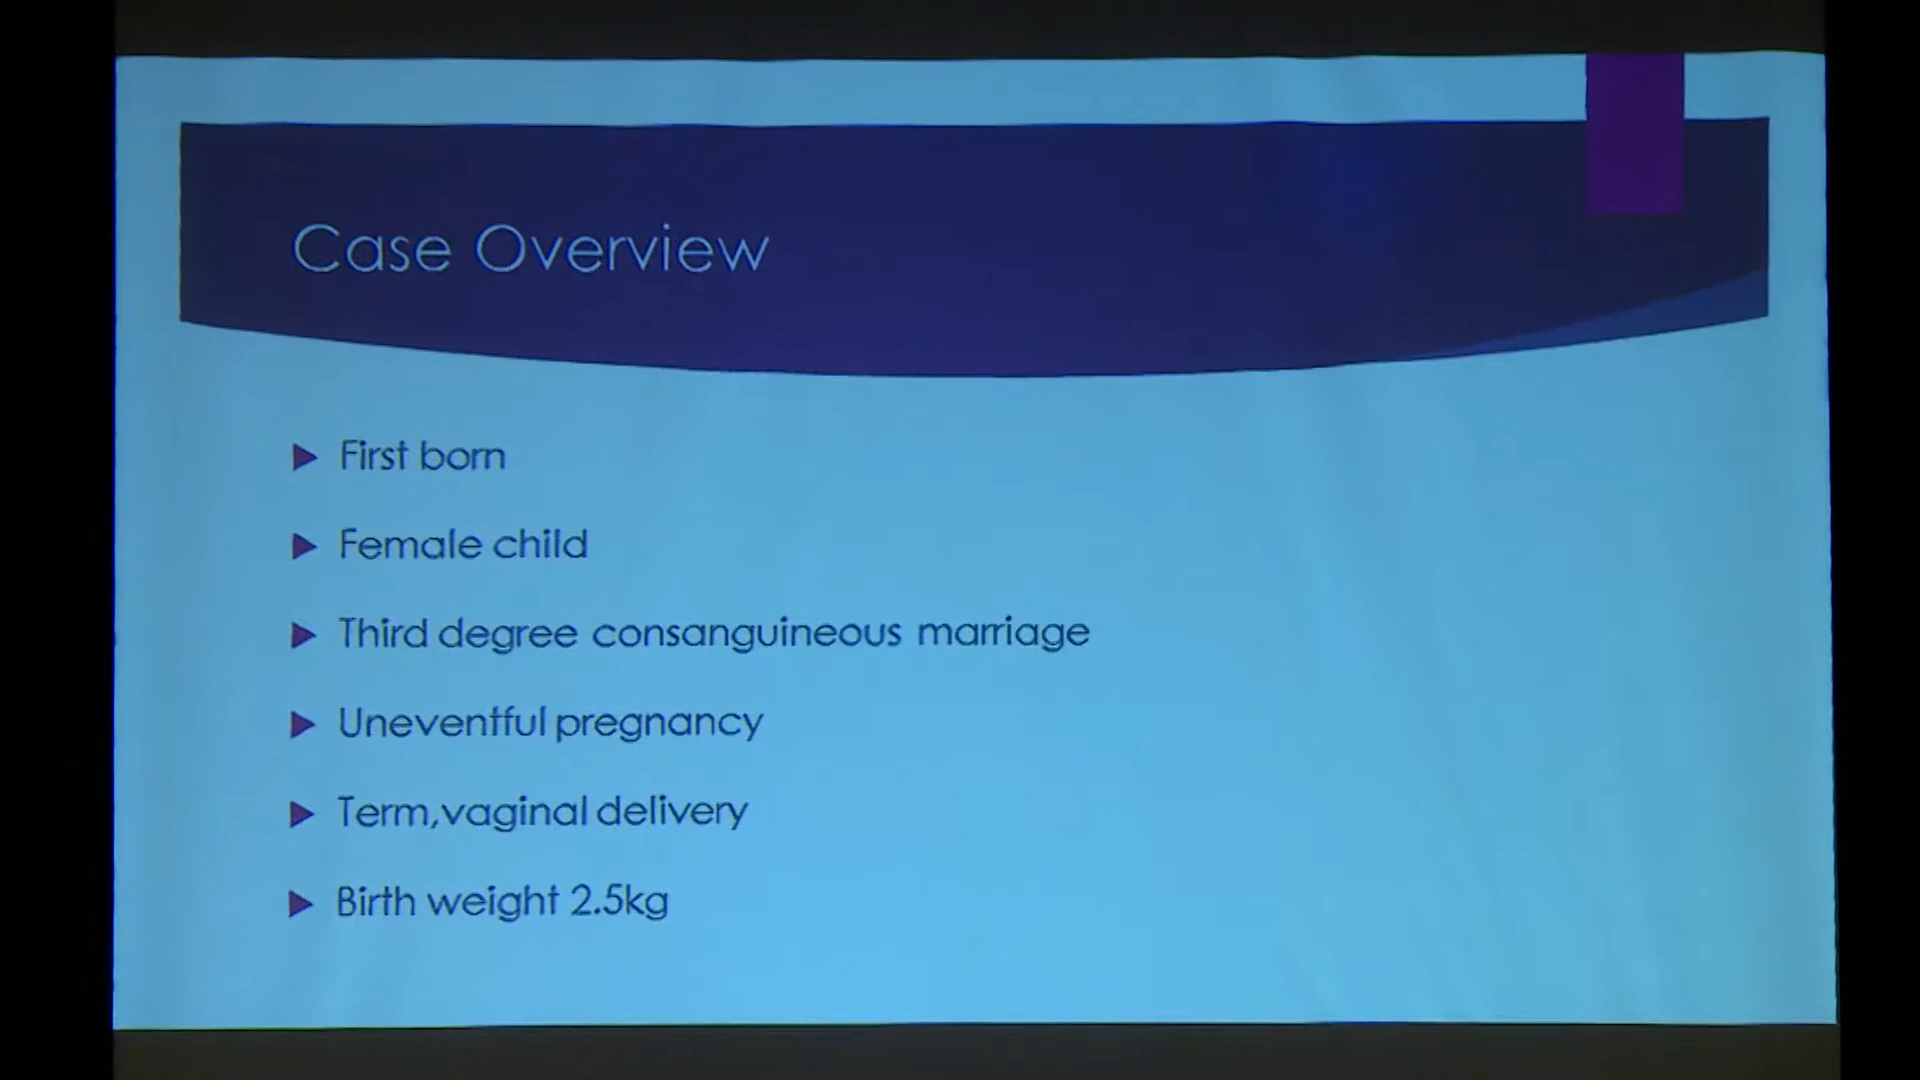 Case Overview
First born
Female child
Third degree consanguineous marriage
Uneventful pregnancy
Term,vaginal delivery
Birth weight 2.5kg